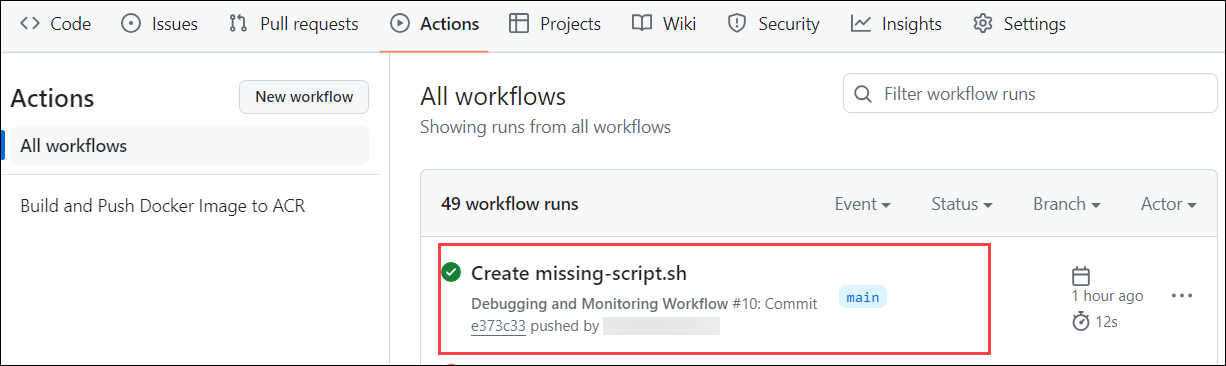 Code Issues Pull requests Actions Projects Wiki Security Insights Settings
Actions
New workflow
All workflows
Build and Push Docker Image to ACR
All workflows
Showing runs from all workflows
Filter workflow runs
49 workflow runs Event Status Branch Actor
Create missing-script.sh
Debugging and Monitoring Workflow #10: Commit
e373c33 pushed by
main
1 hour ago
12s